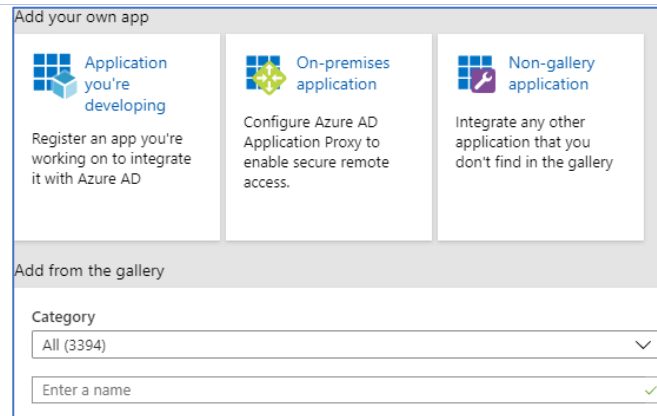 Add your own app
Application
you're
developing
Register an app you're
working on to integrate
it with Azure AD
On-premises
application
Configure Azure AD
Application Proxy to
enable secure remote
access.
Non-gallery
application
Integrate any other
application that you
don't find in the gallery
Add from the gallery
Category
All (3394)
Enter a name